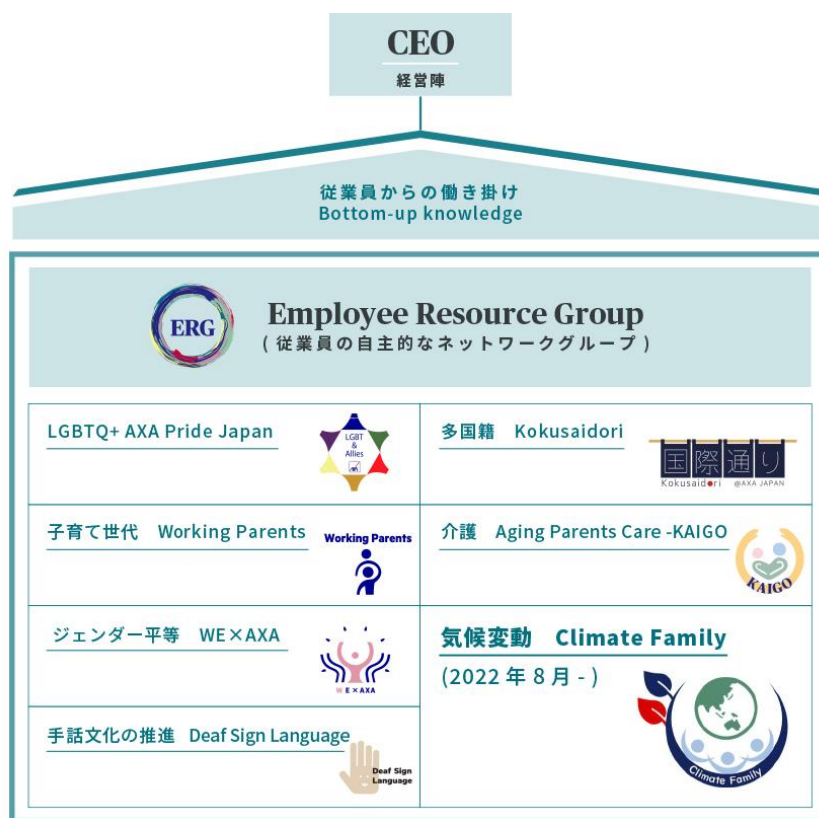 CEO
経営陣
従業員からの働き掛け
Bottom-up knowledge
ERG
Employee Resource Group
(従業員の自主的なネットワークグループ)
LGBTQ+ AXA Pride Japan
LGBT
&
Allies
多国籍 Kokusaidori
国際通り
Kokusaidori @AXA JAPAN
子育て世代 Working Parents
Working Parents
介護 Aging Parents Care -KAIGO
KAIGO
ジェンダー平等 WE×AXA
WE×AXA
気候変動 Climate Family
(2022年8月-)
Climate Family
手話文化の推進 Deaf Sign Language
Deaf Sign
Language